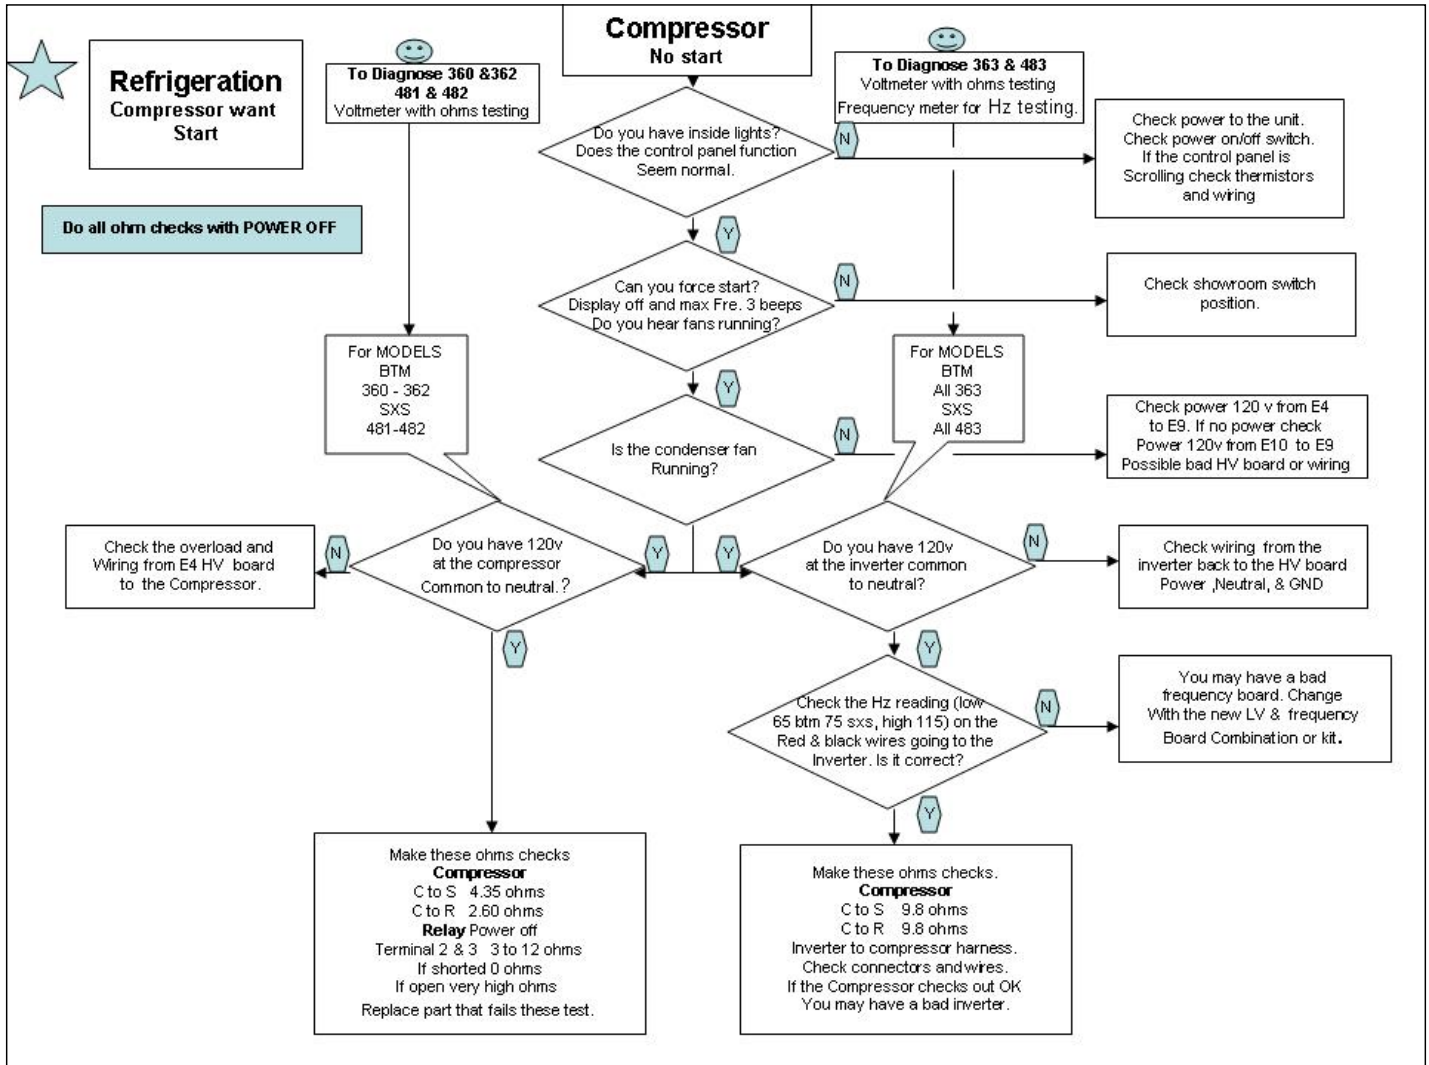 Compressor
No start
Refrigeration
Compressor want
Start
To Diagnose 360 &362
481 & 482
Voltmeter with ohms testing
To Diagnose 363 & 483
Voltmeter with ohms testing
Frequency meter for Hz testing.
Do all ohm checks with POWER OFF
Do you have inside lights?
Does the control panel function
Seem normal.
N
Check power to the unit.
Check power on/off switch.
If the control panel is
Scrolling check thermistors
and wiring
Y
Can you force start?
Display off and max Fre. 3 beeps
Do you hear fans running?
N
Check showroom switch
position.
For MODELS
BTM
360 - 362
SXS
481-482
For MODELS
BTM
All 363
SXS
All 483
Y
Is the condenser fan
Running?
N
Check power 120 v from E4
to E9. If no power check
Power 120v from E10 to E9
Possible bad HV board or wiring
Check the overload and
Wiring from E4 HV board
to the Compressor.
N
Do you have 120v
at the compressor
Common to neutral.?
Y
Y
Do you have 120v
at the inverter common
to neutral?
N
Check wiring from the
inverter back to the HV board
Power ,Neutral, & GND
Y
Y
Check the Hz reading (low
65 btm 75 sxs, high 115) on the
Red & black wires going to the
Inverter. Is it correct?
N
You may have a bad
frequency board. Change
With the new LV & frequency
Board Combination or kit.
Y
Make these ohms checks
Compressor
C to S 4.35 ohms
C to R 2.60 ohms
Relay Power off
Terminal 2 & 3 3 to 12 ohms
If shorted 0 ohms
If open very high ohms
Replace part that fails these test.
Make these ohms checks.
Compressor
C to S 9.8 ohms
C to R 9.8 ohms
Inverter to compressor harness.
Check connectors and wires.
If the Compressor checks out OK
You may have a bad inverter.